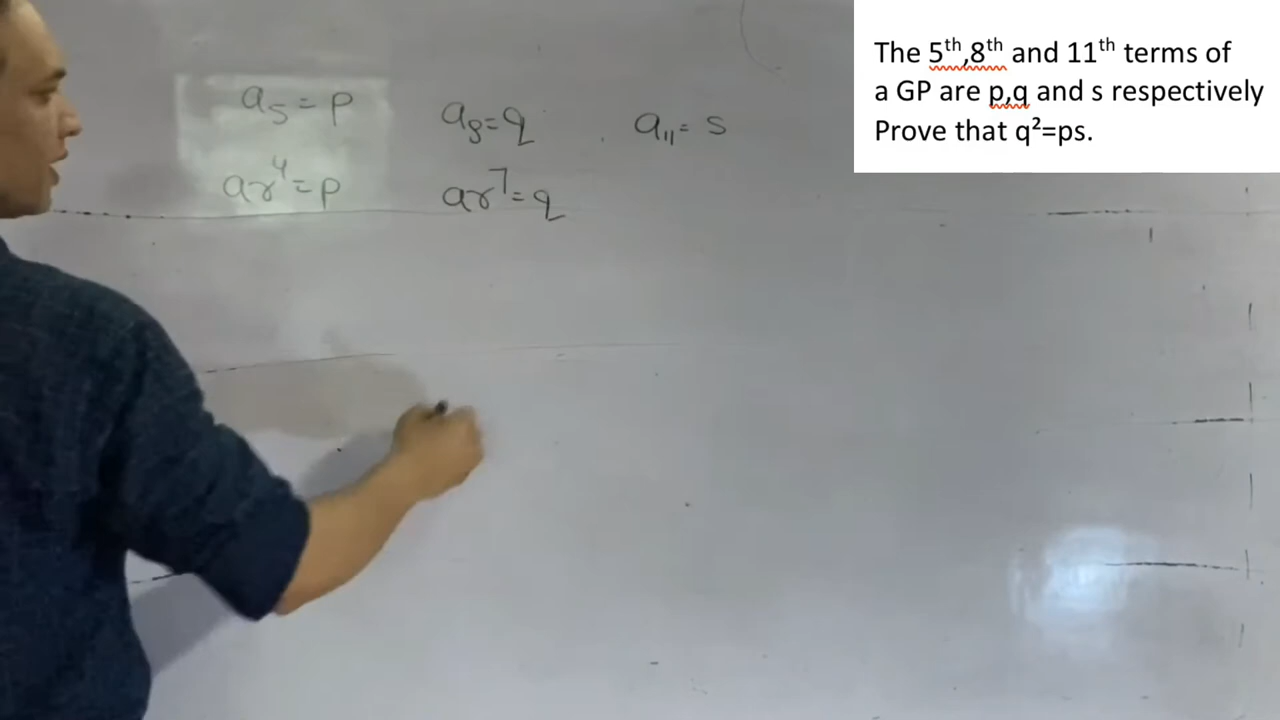 The 5th,8th and 11th terms of
a GP are p,q and s respectively
Prove that q²=ps.
a₅=p a₈=q a₁₁=s
ar⁴=p ar⁷=q